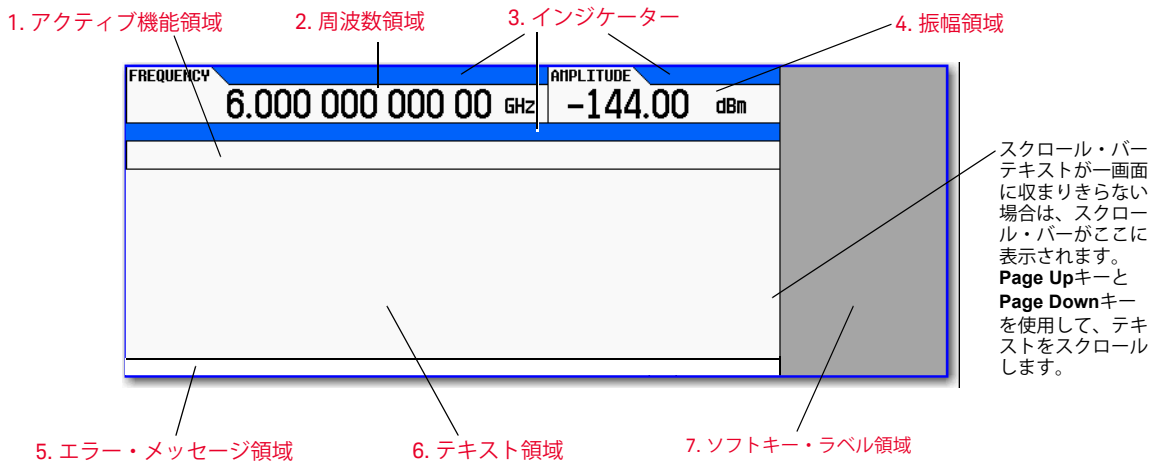 1. アクティブ機能領域
2. 周波数領域
3. インジケーター
4. 振幅領域
FREQUENCY
6.000 000 000 00 GHz
AMPLITUDE
-144.00 dBm
スクロール・バー
テキストが一画面
に収まりきらない
場合は、スクロー
ル・バーがここに
表示されます。
Page Upキーと
Page Downキー
を使用して、テキ
ストをスクロール
します。
5. エラー・メッセージ領域
6. テキスト領域
7. ソフトキー・ラベル領域